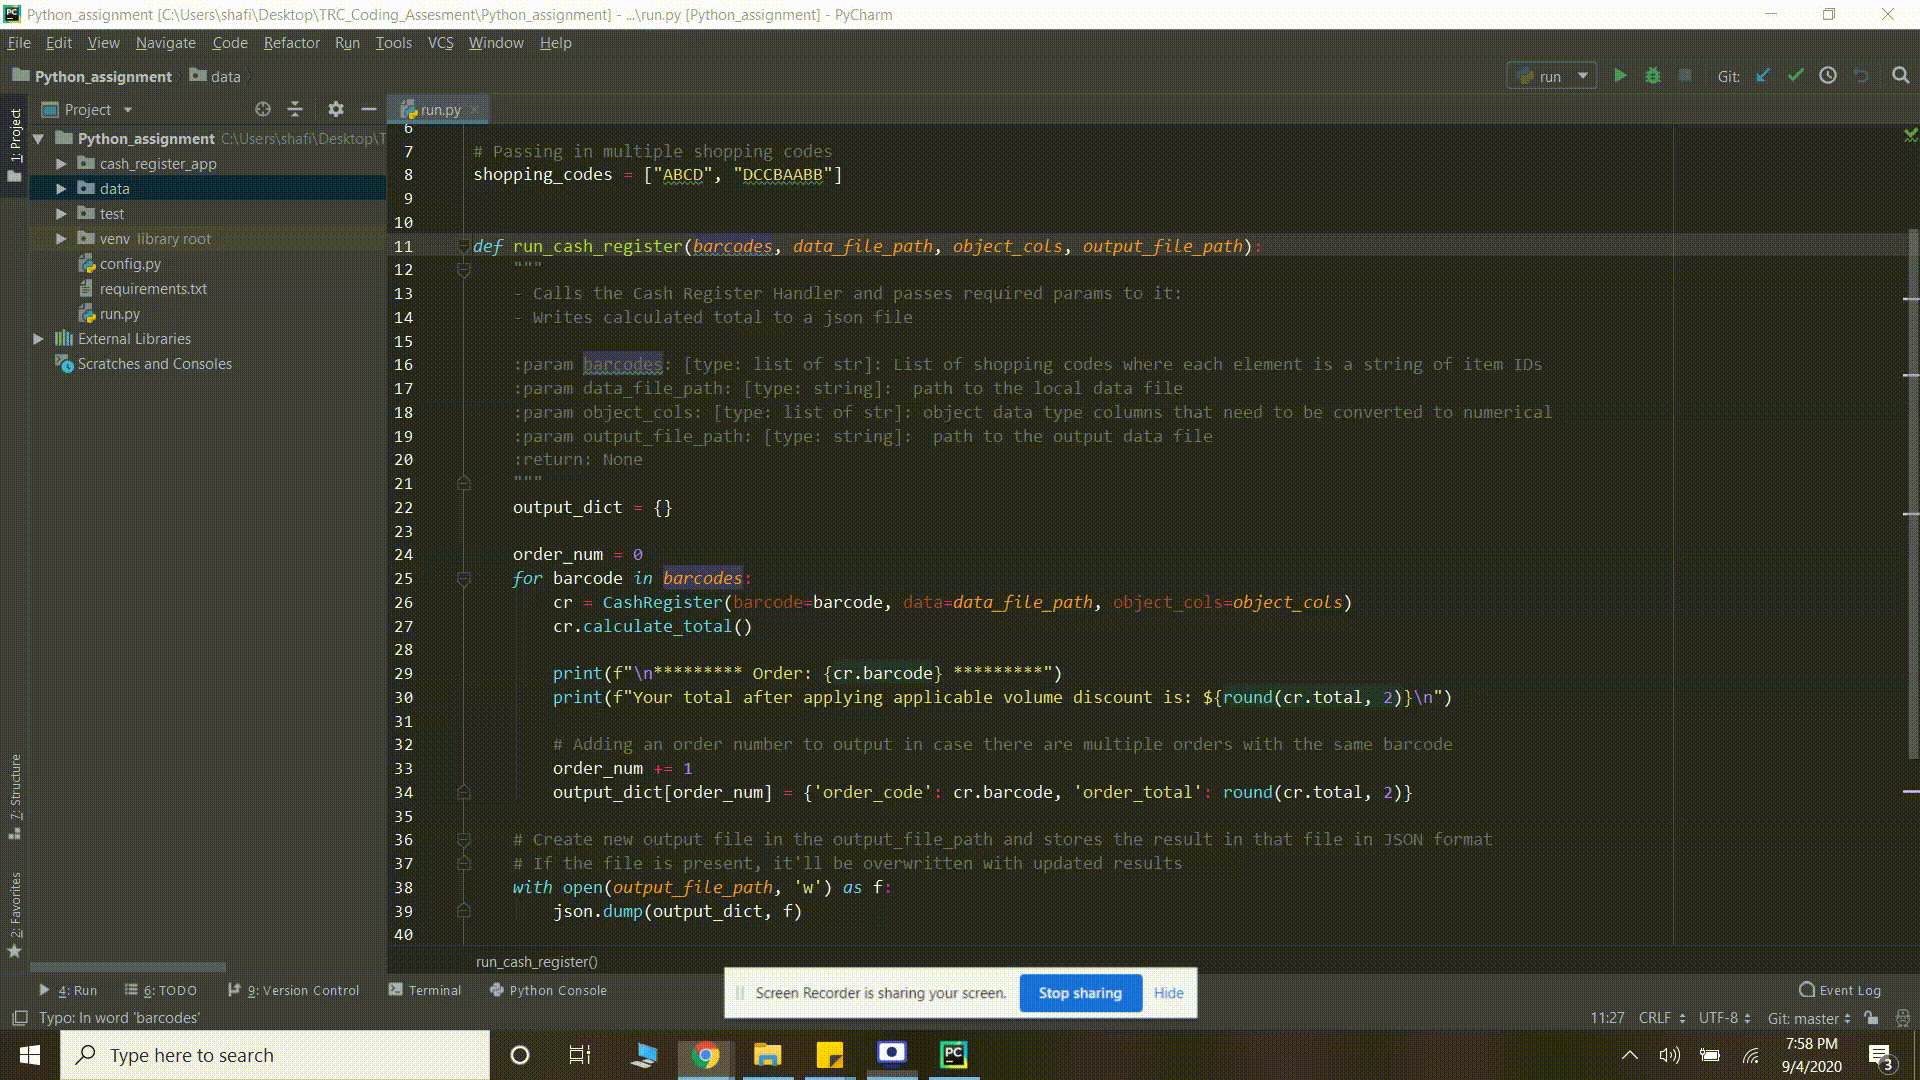 Python_assignment [C:\Users\shafi\Desktop\TRC_Coding_Assesment\Python_assignment] - ...\run.py [Python_assignment] - PyCharm
File Edit View Navigate Code Refactor Run Tools VCS Window Help
Python_assignment data run Git:
Project
run.py
1: Project
Python_assignment C:\Users\shafi\Desktop\T
cash_register_app
data
test
venv library root
config.py
requirements.txt
run.py
External Libraries
Scratches and Consoles
7: Structure
2: Favorites
6
7 # Passing in multiple shopping codes
8 shopping_codes = ["ABCD", "DCCBAABB"]
9
10
11 def run_cash_register(barcodes, data_file_path, object_cols, output_file_path):
12 """
13 Calls the Cash Register Handler and passes required params to it:
14 - Writes calculated total to a json file
15
16 :param barcodes: [type: list of str]: List of shopping codes where each element is a string of item IDs
17 :param data_file_path: [type: string]:  path to the local data file
18 :param object_cols: [type: list of str]: object data type columns that need to be converted to numerical
19 :param output_file_path: [type: string]:  path to the output data file
20 :return: None
21 """
22 output_dict = {}
23
24 order_num = 0
25 for barcode in barcodes:
26 cr = CashRegister(barcode=barcode, data=data_file_path, object_cols=object_cols)
27 cr.calculate_total()
28
29 print(f"\n********* Order: {cr.barcode} *********")
30 print(f"Your total after applying applicable volume discount is: ${round(cr.total, 2)}\n")
31
32 # Adding an order number to output in case there are multiple orders with the same barcode
33 order_num += 1
34 output_dict[order_num] = {'order_code': cr.barcode, 'order_total': round(cr.total, 2)}
35
36 # Create new output file in the output_file_path and stores the result in that file in JSON format
37 # If the file is present, it'll be overwritten with updated results
38 with open(output_file_path, 'w') as f:
39 json.dump(output_dict, f)
40
run_cash_register()
4: Run 6: TODO 9: Version Control Terminal Python Console Event Log
Screen Recorder is sharing your screen. Stop sharing Hide
Typo: In word 'barcodes' 11:27 CRLF UTF-8 Git: master
Type here to search
PC
7:58 PM
9/4/2020
3